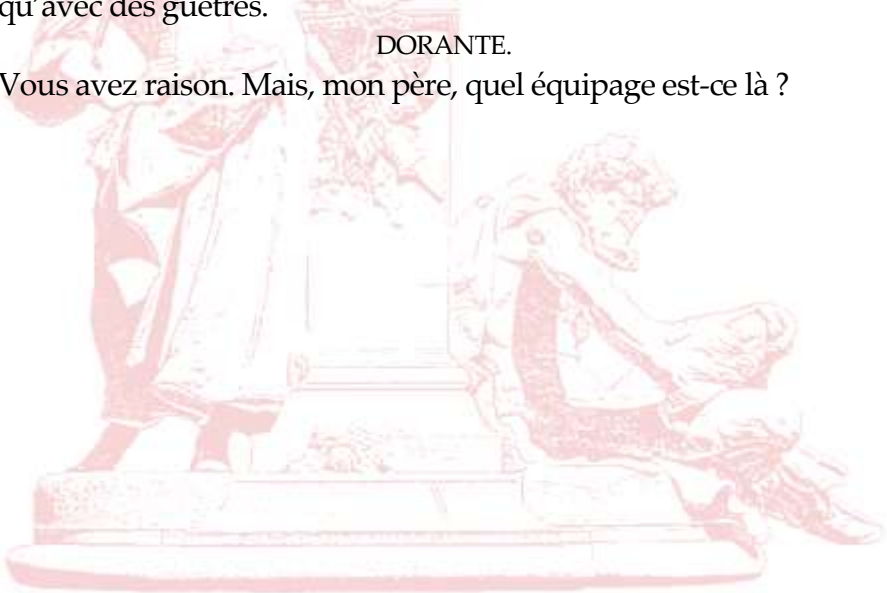 qu'avec des guêtres.
DORANTE.
Vous avez raison. Mais, mon père, quel équipage est-ce là ?